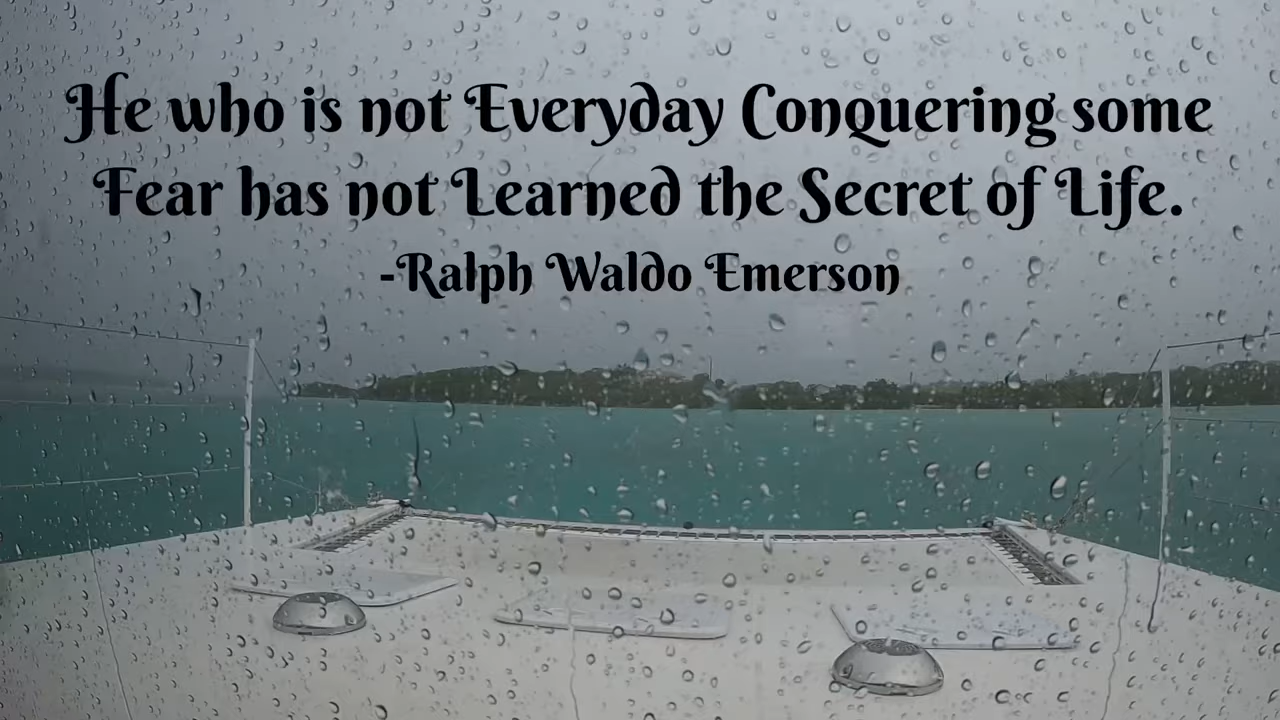 He who is not Everyday Conquering some
Fear has not Learned the Secret of Life.
-Ralph Waldo Emerson